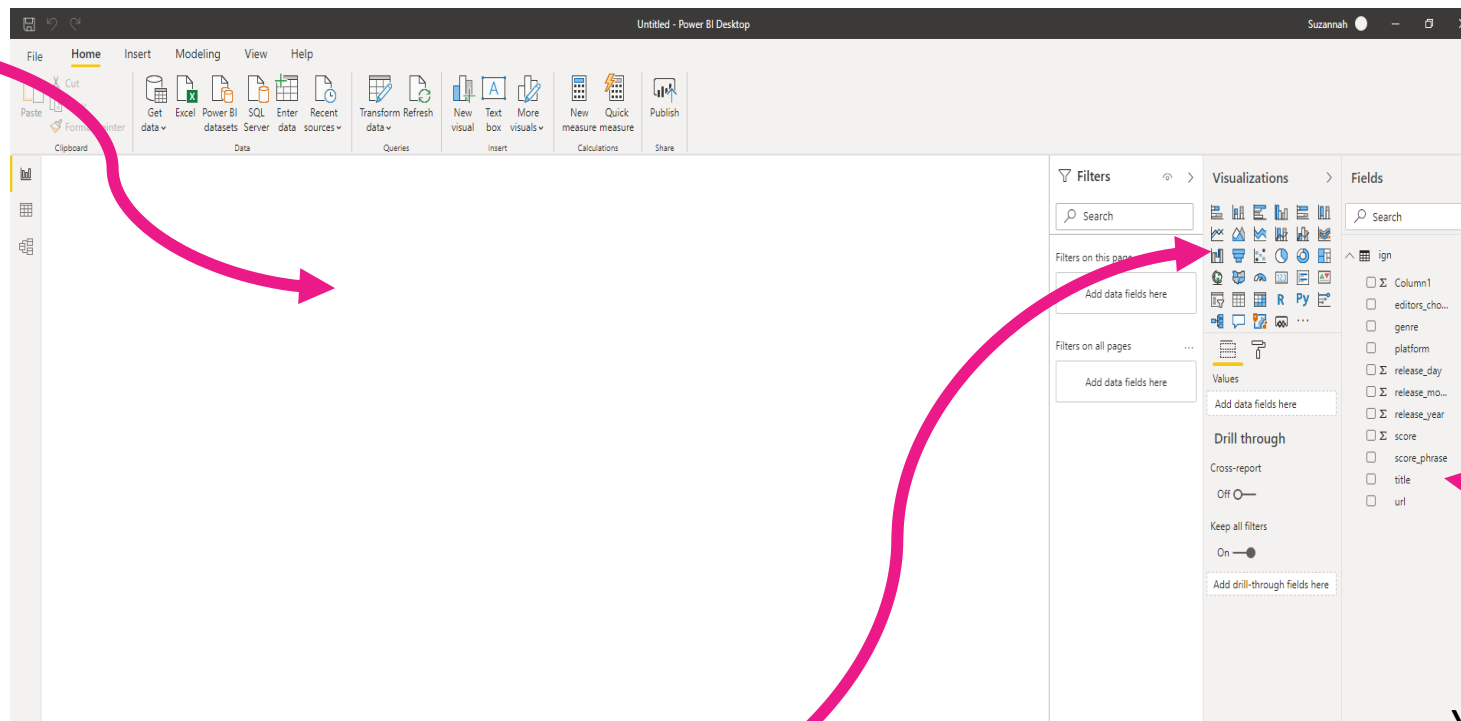 Untitled - Power BI Desktop
Suzannah
File Home Insert Modeling View Help
Cut
Paste
Get data
Excel
Power BI datasets
SQL Server
Enter data
Recent sources
Transform data
Refresh
New visual
Text box
More visuals
New measure
Quick measure
Publish
Clipboard
Data
Queries
Insert
Calculations
Share
Filters
Search
Filters on this page
Add data fields here
Filters on all pages
...
Add data fields here
Visualizations
123
R Py
...
Values
Add data fields here
Drill through
Cross-report
Off
Keep all filters
On
Add drill-through fields here
Fields
Search
ign
Σ Column1
editors_cho...
genre
platform
Σ release_day
Σ release_mo...
Σ release_year
Σ score
score_phrase
title
url